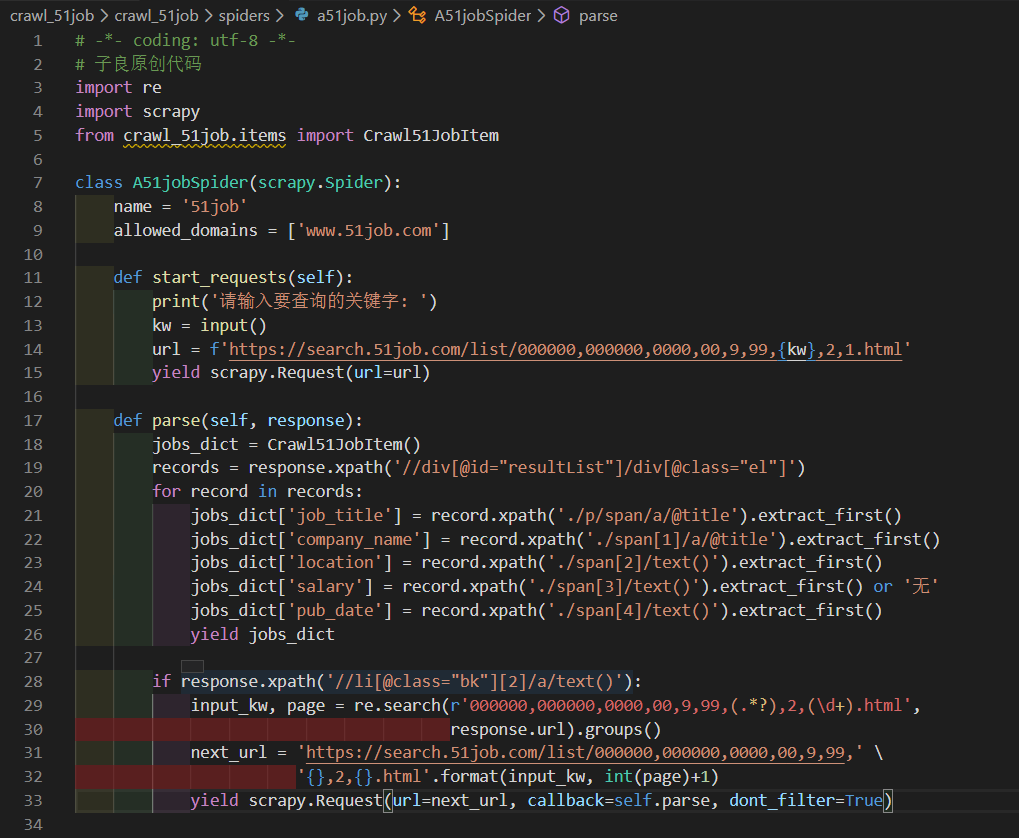 crawl_51job > crawl_51job > spiders > a51job.py > A51jobSpider > parse
1 # -*- coding: utf-8 -*-
2 # 子良原创代码
3 import re
4 import scrapy
5 from crawl_51job.items import Crawl51JobItem
6
7 class A51jobSpider(scrapy.Spider):
8     name = '51job'
9     allowed_domains = ['www.51job.com']
10
11     def start_requests(self):
12         print('请输入要查询的关键字: ')
13         kw = input()
14         url = f'https://search.51job.com/list/000000,000000,0000,00,9,99,{kw},2,1.html'
15         yield scrapy.Request(url=url)
16
17     def parse(self, response):
18         jobs_dict = Crawl51JobItem()
19         records = response.xpath('//div[@id="resultList"]/div[@class="el"]')
20         for record in records:
21             jobs_dict['job_title'] = record.xpath('./p/span/a/@title').extract_first()
22             jobs_dict['company_name'] = record.xpath('./span[1]/a/@title').extract_first()
23             jobs_dict['location'] = record.xpath('./span[2]/text()').extract_first()
24             jobs_dict['salary'] = record.xpath('./span[3]/text()').extract_first() or '无'
25             jobs_dict['pub_date'] = record.xpath('./span[4]/text()').extract_first()
26             yield jobs_dict
27
28         if response.xpath('//li[@class="bk"][2]/a/text()'):
29             input_kw, page = re.search(r'000000,000000,0000,00,9,99,(.*?),2,(\d+).html',
30                                        response.url).groups()
31             next_url = 'https://search.51job.com/list/000000,000000,0000,00,9,99,' \
32                        '{},2,{}.html'.format(input_kw, int(page)+1)
33             yield scrapy.Request(url=next_url, callback=self.parse, dont_filter=True)
34